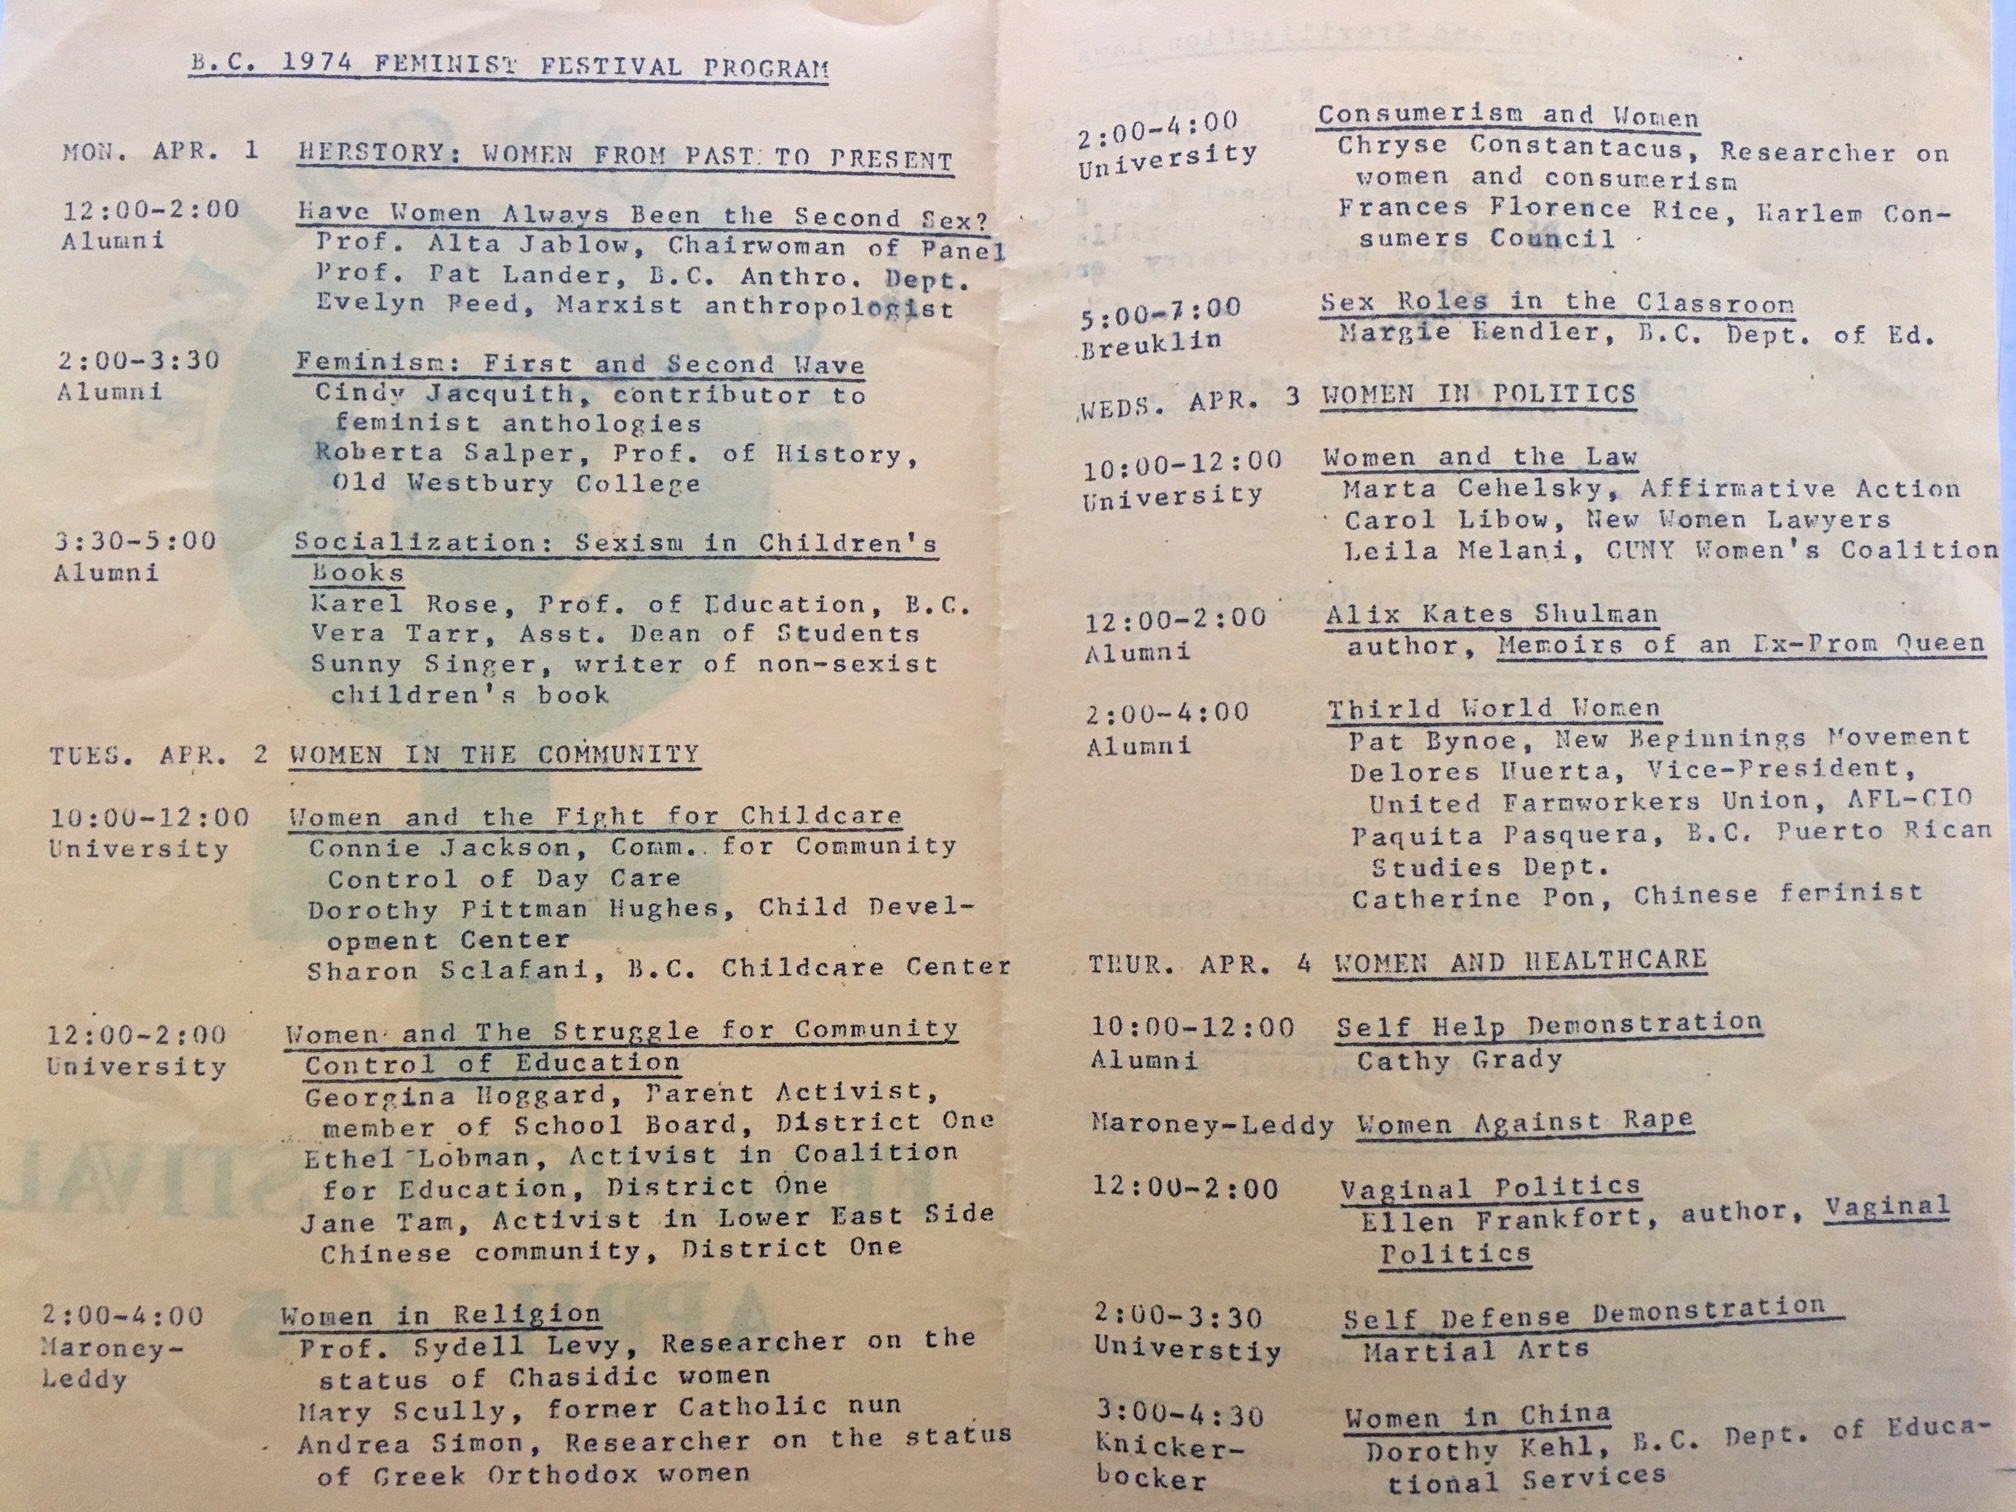 B.C. 1974 FEMINIST FESTIVAL PROGRAM
MON. APR. 1 HERSTORY: WOMEN FROM PAST TO PRESENT
12:00-2:00 Have Women Always Been the Second Sex?
Alumni Prof. Alta Jablow, Chairwoman of Panel
Prof. Pat Lander, B.C. Anthro. Dept.
Evelyn Reed, Marxist anthropologist
2:00-3:30 Feminism: First and Second Wave
Alumni Cindy Jacquith, contributor to
feminist anthologies
Roberta Salper, Prof. of History,
Old Westbury College
3:30-5:00 Socialization: Sexism in Children's
Alumni Books
Karel Rose, Prof. of Education, B.C.
Vera Tarr, Asst. Dean of Students
Sunny Singer, writer of non-sexist
children's book
TUES. APR. 2 WOMEN IN THE COMMUNITY
10:00-12:00 Women and the Fight for Childcare
University Connie Jackson, Comm. for Community
Control of Day Care
Dorothy Pittman Hughes, Child Devel-
opment Center
Sharon Sclafani, B.C. Childcare Center
12:00-2:00 Women and The Struggle for Community
University Control of Education
Georgina Hoggard, Parent Activist,
member of School Board, District One
Ethel Lobman, Activist in Coalition
for Education, District One
Jane Tam, Activist in Lower East Side
Chinese community, District One
2:00-4:00 Women in Religion
Maroney- Prof. Sydell Levy, Researcher on the
Leddy status of Chasidic women
Mary Scully, former Catholic nun
Andrea Simon, Researcher on the status
of Greek Orthodox women
2:00-4:00 Consumerism and Women
University Chryse Constantacus, Researcher on
women and consumerism
Frances Florence Rice, Harlem Con-
sumers Council
5:00-7:00 Sex Roles in the Classroom
Breuklin Margie Hendler, B.C. Dept. of Ed.
WEDS. APR. 3 WOMEN IN POLITICS
10:00-12:00 Women and the Law
University Marta Cehelsky, Affirmative Action
Carol Libow, New Women Lawyers
Leila Melani, CUNY Women's Coalition
12:00-2:00 Alix Kates Shulman
Alumni author, Memoirs of an Ex-Prom Queen
2:00-4:00 Thirld World Women
Alumni Pat Bynoe, New Beginnings Movement
Delores Huerta, Vice-President,
United Farmworkers Union, AFL-CIO
Paquita Pasquera, B.C. Puerto Rican
Studies Dept.
Catherine Pon, Chinese feminist
THUR. APR. 4 WOMEN AND HEALTHCARE
10:00-12:00 Self Help Demonstration
Alumni Cathy Grady
Maroney-Leddy Women Against Rape
12:00-2:00 Vaginal Politics
Ellen Frankfort, author, Vaginal
Politics
2:00-3:30 Self Defense Demonstration
Universtiy Martial Arts
3:00-4:30 Women in China
Knicker- Dorothy Kehl, B.C. Dept. of Educa-
bocker tional Services